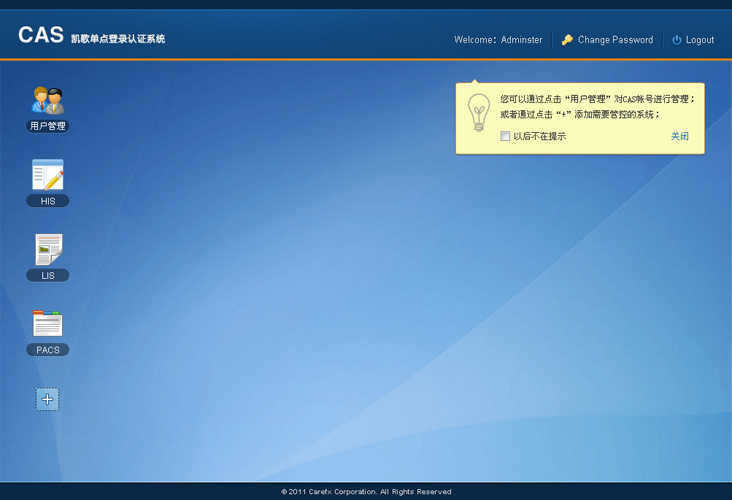 CAS 凯歌单点登录认证系统
Welcome: Adminster
Change Password
Logout
您可以通过点击“用户管理”对CAS帐号进行管理;
或者通过点击“+”添加需要管控的系统;
以后不在提示
关闭
用户管理
HIS
LIS
PACS
© 2011 Carefx Corporation. All Rights Reserved